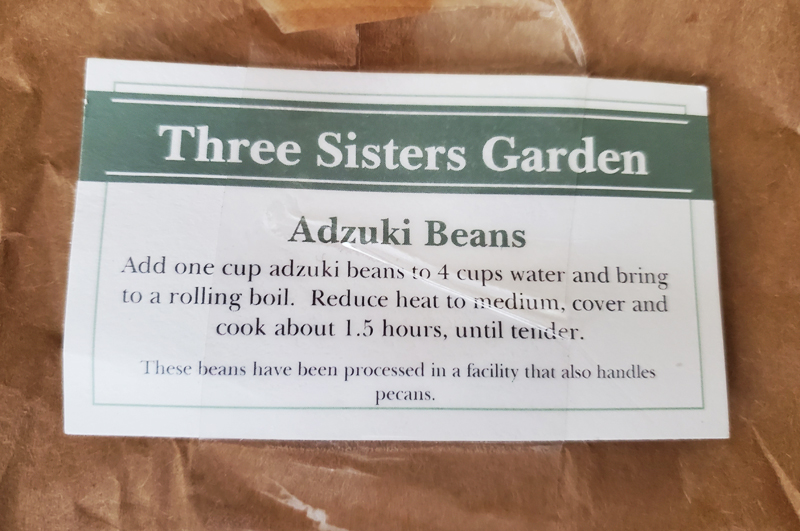 Three Sisters Garden
Adzuki Beans
Add one cup adzuki beans to 4 cups water and bring
to a rolling boil. Reduce heat to medium, cover and
cook about 1.5 hours, until tender.
These beans have been processed in a facility that also handles
pecans.